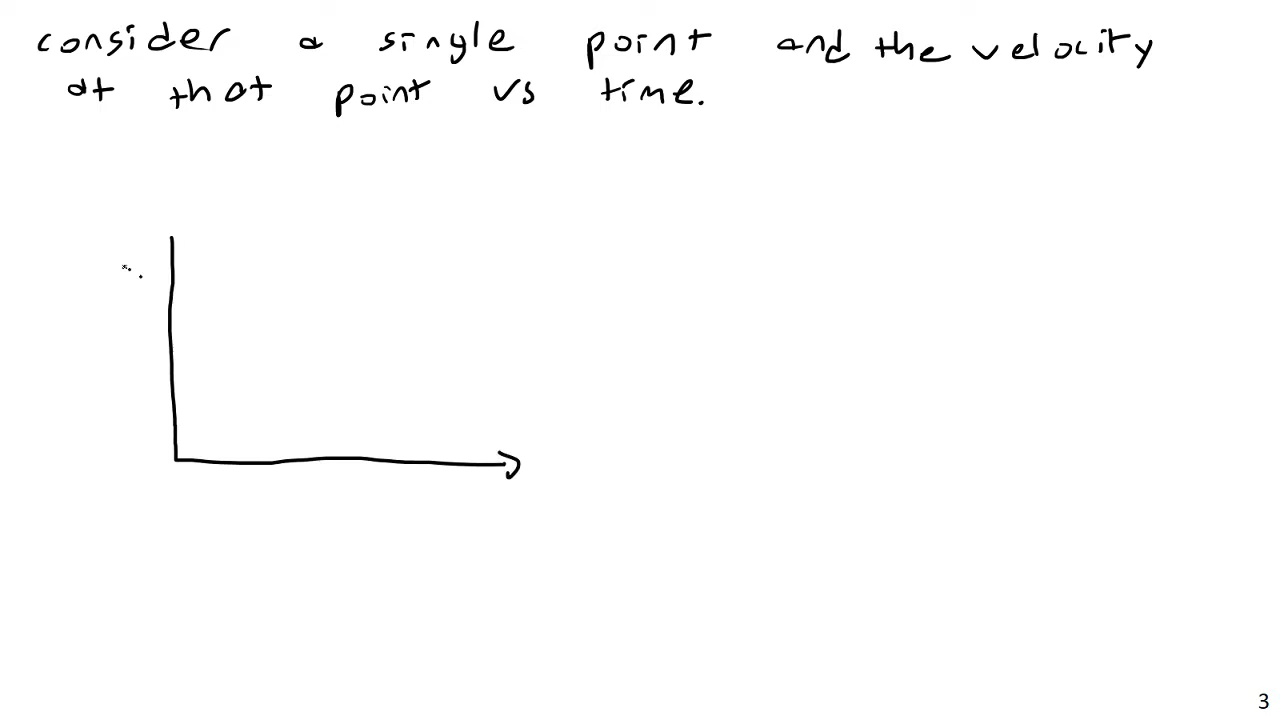 consider a single point and the velocity
at that point vs time.
3